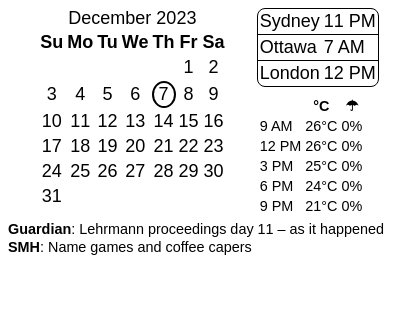 December 2023
Su Mo Tu We Th Fr Sa
1 2
3 4 5 6 7 8 9
10 11 12 13 14 15 16
17 18 19 20 21 22 23
24 25 26 27 28 29 30
31
Sydney 11 PM
Ottawa 7 AM
London 12 PM
°C ☂
9 AM 26°C 0%
12 PM 26°C 0%
3 PM 25°C 0%
6 PM 24°C 0%
9 PM 21°C 0%
Guardian: Lehrmann proceedings day 11 – as it happened
SMH: Name games and coffee capers